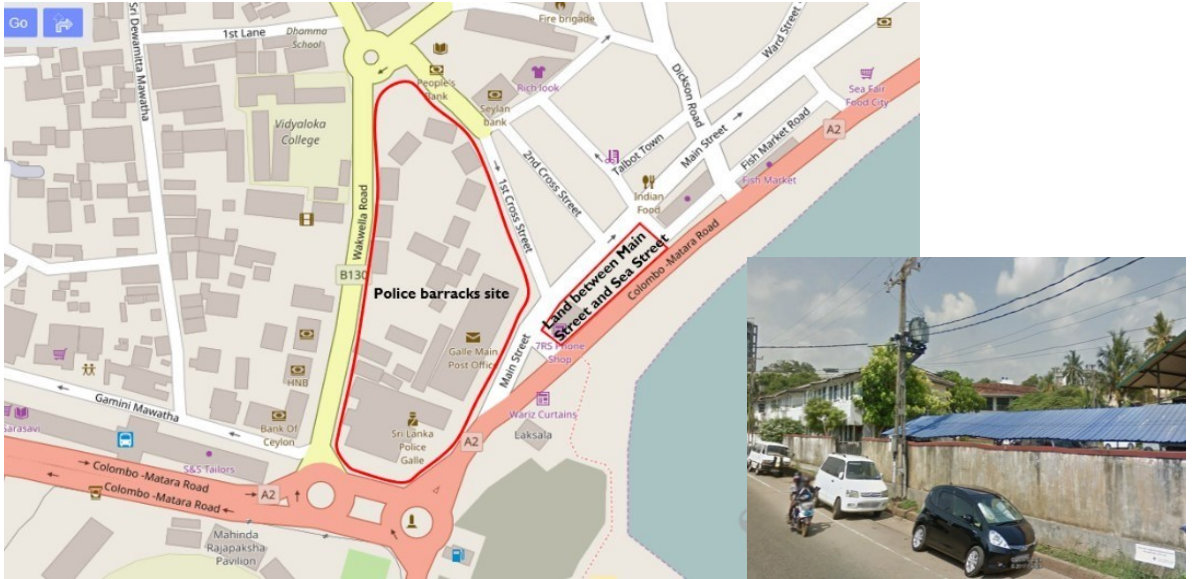 Go
Sri Dewamitta Mawatha
1st Lane
Dhamma
School
Fire brigade
People's
Bank
Rich look
Seylan
bank
Ward Street
Dickson Road
Sea Fair
Food City
A2
Vidyaloka
College
Talbot Town
Main Street
Fish Market Road
Fish Market
2nd Cross Street
1st Cross Street
Indian
Food
Wakwella Road
B130
Police barracks site
Land between Main
Street and Sea Street
Colombo -Matara Road
Galle Main
Post Office
7RS Phone
Shop
Main Street
HNB
Gamini Mawatha
Bank Of
Ceylon
Sri Lanka
Police
Galle
A2
Wariz Curtains
Laksala
Sarasavi
S&S Tailors
Colombo -Matara Road
Colombo -Matara Road
A2
Mahinda
Rajapaksha
Pavilion